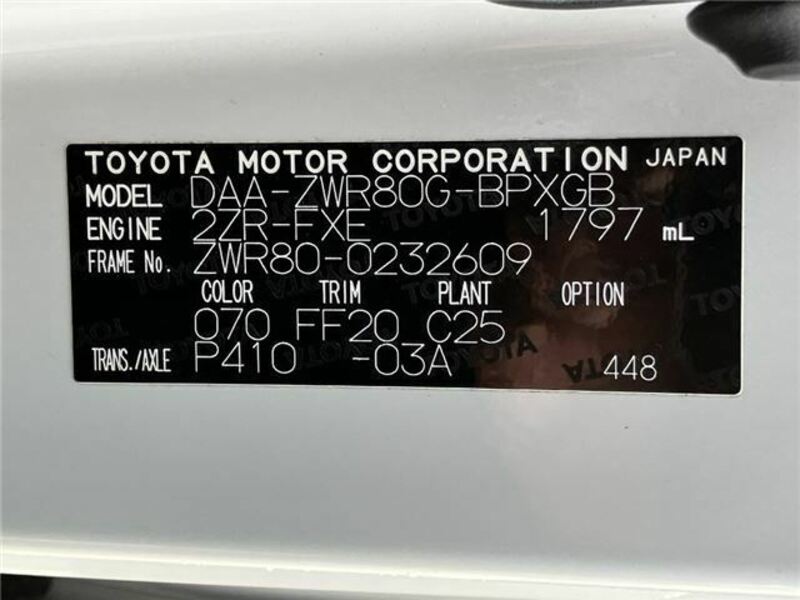 TOYOTA MOTOR CORPORATION JAPAN
MODEL DAA-ZWR80G-BPXGB
ENGINE 2ZR-FXE 1797 mL
FRAME No. ZWR80-0232609
COLOR TRIM PLANT OPTION
070 FF20 C25
TRANS./AXLE P410 -03A 448